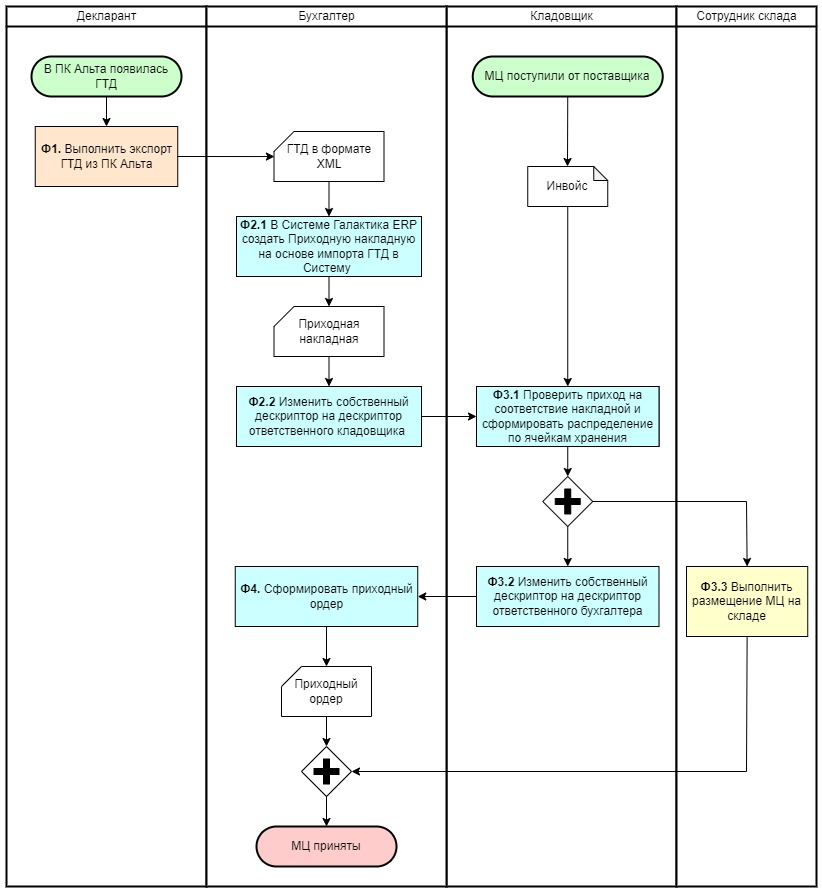 Декларант
Бухгалтер
Кладовщик
Сотрудник склада
В ПК Альта появилась
ГТД
МЦ поступили от поставщика
Ф1. Выполнить экспорт
ГТД из ПК Альта
ГТД в формате
XML
Инвойс
Ф2.1 В Системе Галактика ERP
создать Приходную накладную
на основе импорта ГТД в
Систему
Приходная
накладная
Ф2.2 Изменить собственный
дескриптор на дескриптор
ответственного кладовщика
Ф3.1 Проверить приход на
соответствие накладной и
сформировать распределение
по ячейкам хранения
Ф4. Сформировать приходный
ордер
Ф3.2 Изменить собственный
дескриптор на дескриптор
ответственного бухгалтера
Ф3.3 Выполнить
размещение МЦ на
складе
Приходный
ордер
МЦ приняты